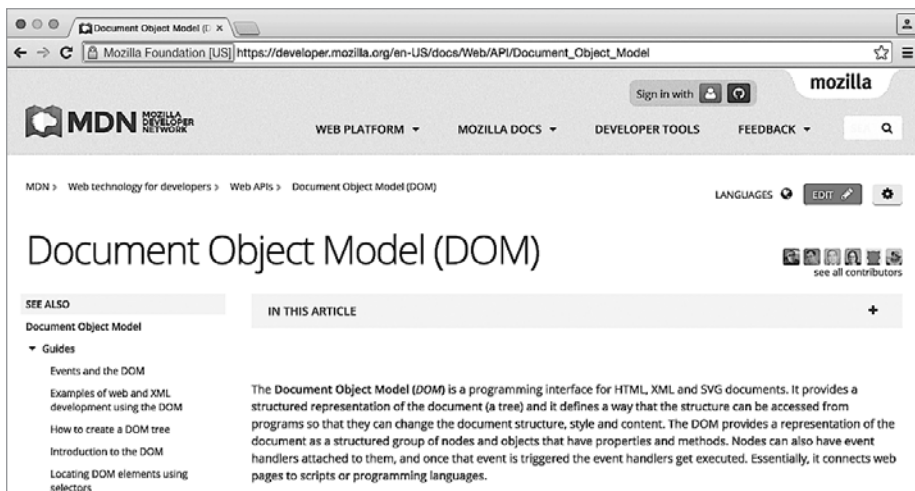 Document Object Model (D
Mozilla Foundation [US] https://developer.mozilla.org/en-US/docs/Web/API/Document_Object_Model
Sign in with
mozilla
MDN MOZILLA DEVELOPER NETWORK
WEB PLATFORM ▾ MOZILLA DOCS ▾ DEVELOPER TOOLS FEEDBACK ▾
MDN > Web technology for developers > Web APIs > Document Object Model (DOM)
LANGUAGES EDIT
Document Object Model (DOM)
see all contributors
SEE ALSO
Document Object Model
▾ Guides
Events and the DOM
Examples of web and XML
development using the DOM
How to create a DOM tree
Introduction to the DOM
Locating DOM elements using
selectors
IN THIS ARTICLE +
The Document Object Model (DOM) is a programming interface for HTML, XML and SVG documents. It provides a
structured representation of the document (a tree) and it defines a way that the structure can be accessed from
programs so that they can change the document structure, style and content. The DOM provides a representation of the
document as a structured group of nodes and objects that have properties and methods. Nodes can also have event
handlers attached to them, and once that event is triggered the event handlers get executed. Essentially, it connects web
pages to scripts or programming languages.